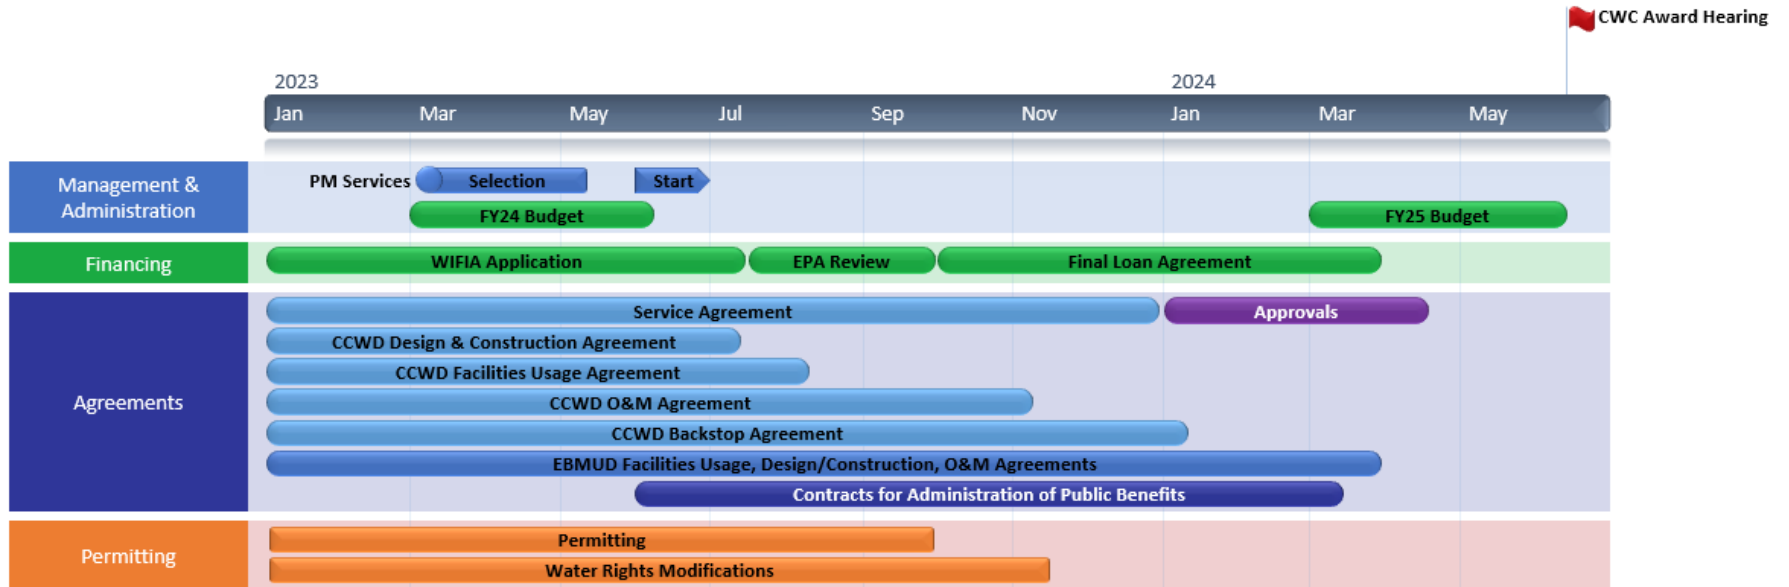 CWC Award Hearing
2023 2024
Jan Mar May Jul Sep Nov Jan Mar May
Management &
Administration
PM Services Selection Start
FY24 Budget FY25 Budget
Financing
WIFIA Application EPA Review Final Loan Agreement
Agreements
Service Agreement Approvals
CCWD Design & Construction Agreement
CCWD Facilities Usage Agreement
CCWD O&M Agreement
CCWD Backstop Agreement
EBMUD Facilities Usage, Design/Construction, O&M Agreements
Contracts for Administration of Public Benefits
Permitting
Permitting
Water Rights Modifications